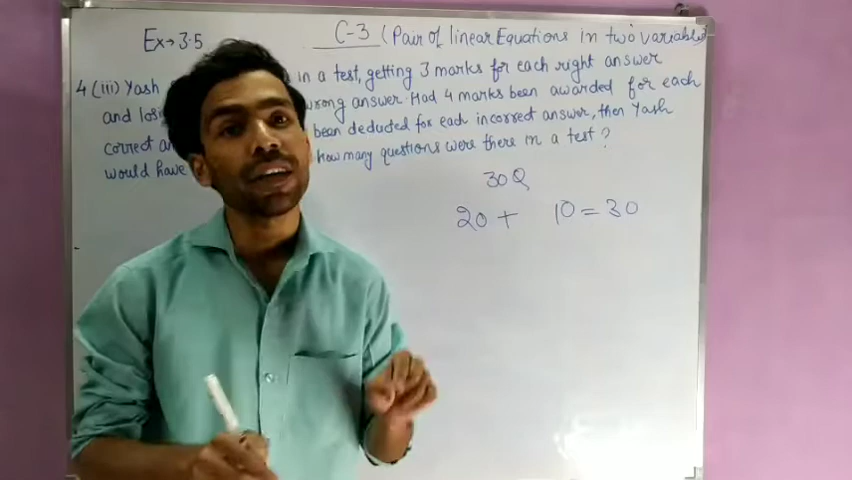 Ex→3.5
C-3 (Pair of linear Equations in two variables)
4 (iii) Yash in a test, getting 3 marks for each right answer
and wrong answer. Had 4 marks been awarded for each
correct been deducted for each incorrect answer, then Yash
would have how many questions were there in a test?
30Q
20 + 10 = 30